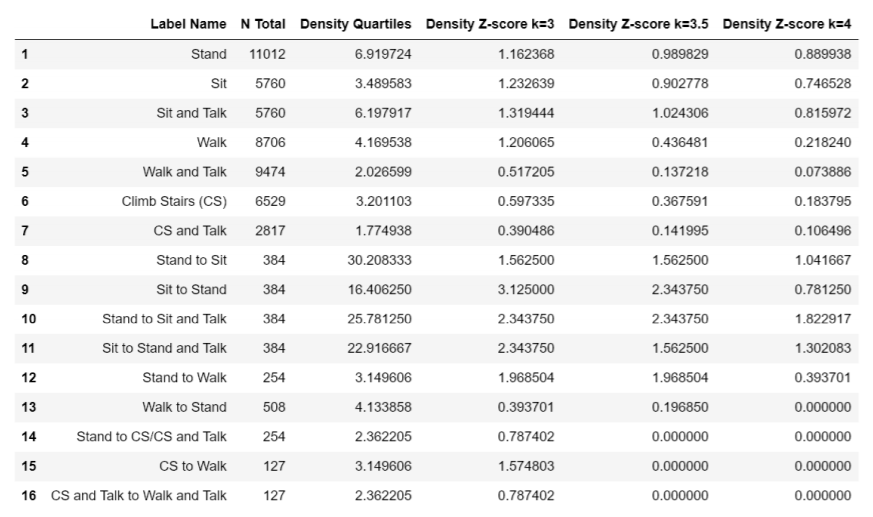 Label Name N Total Density Quartiles Density Z-score k=3 Density Z-score k=3.5 Density Z-score k=4
1 Stand 11012 6.919724 1.162368 0.989829 0.889938
2 Sit 5760 3.489583 1.232639 0.902778 0.746528
3 Sit and Talk 5760 6.197917 1.319444 1.024306 0.815972
4 Walk 8706 4.169538 1.206065 0.436481 0.218240
5 Walk and Talk 9474 2.026599 0.517205 0.137218 0.073886
6 Climb Stairs (CS) 6529 3.201103 0.597335 0.367591 0.183795
7 CS and Talk 2817 1.774938 0.390486 0.141995 0.106496
8 Stand to Sit 384 30.208333 1.562500 1.562500 1.041667
9 Sit to Stand 384 16.406250 3.125000 2.343750 0.781250
10 Stand to Sit and Talk 384 25.781250 2.343750 2.343750 1.822917
11 Sit to Stand and Talk 384 22.916667 2.343750 1.562500 1.302083
12 Stand to Walk 254 3.149606 1.968504 1.968504 0.393701
13 Walk to Stand 508 4.133858 0.393701 0.196850 0.000000
14 Stand to CS/CS and Talk 254 2.362205 0.787402 0.000000 0.000000
15 CS to Walk 127 3.149606 1.574803 0.000000 0.000000
16 CS and Talk to Walk and Talk 127 2.362205 0.787402 0.000000 0.000000